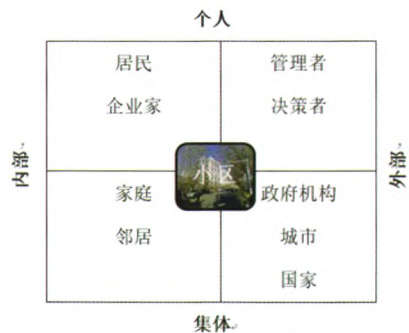 个人
居民
管理者
企业家
决策者
内部
小区
外部
家庭
政府机构
邻居
城市
国家
集体